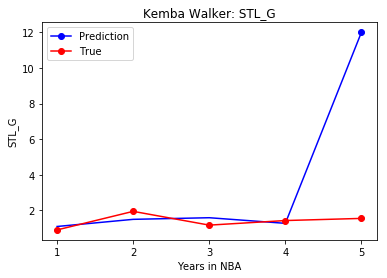 Kemba Walker: STL_G
Prediction
True
12
10
8
6
4
2
STL_G
1 2 3 4 5
Years in NBA